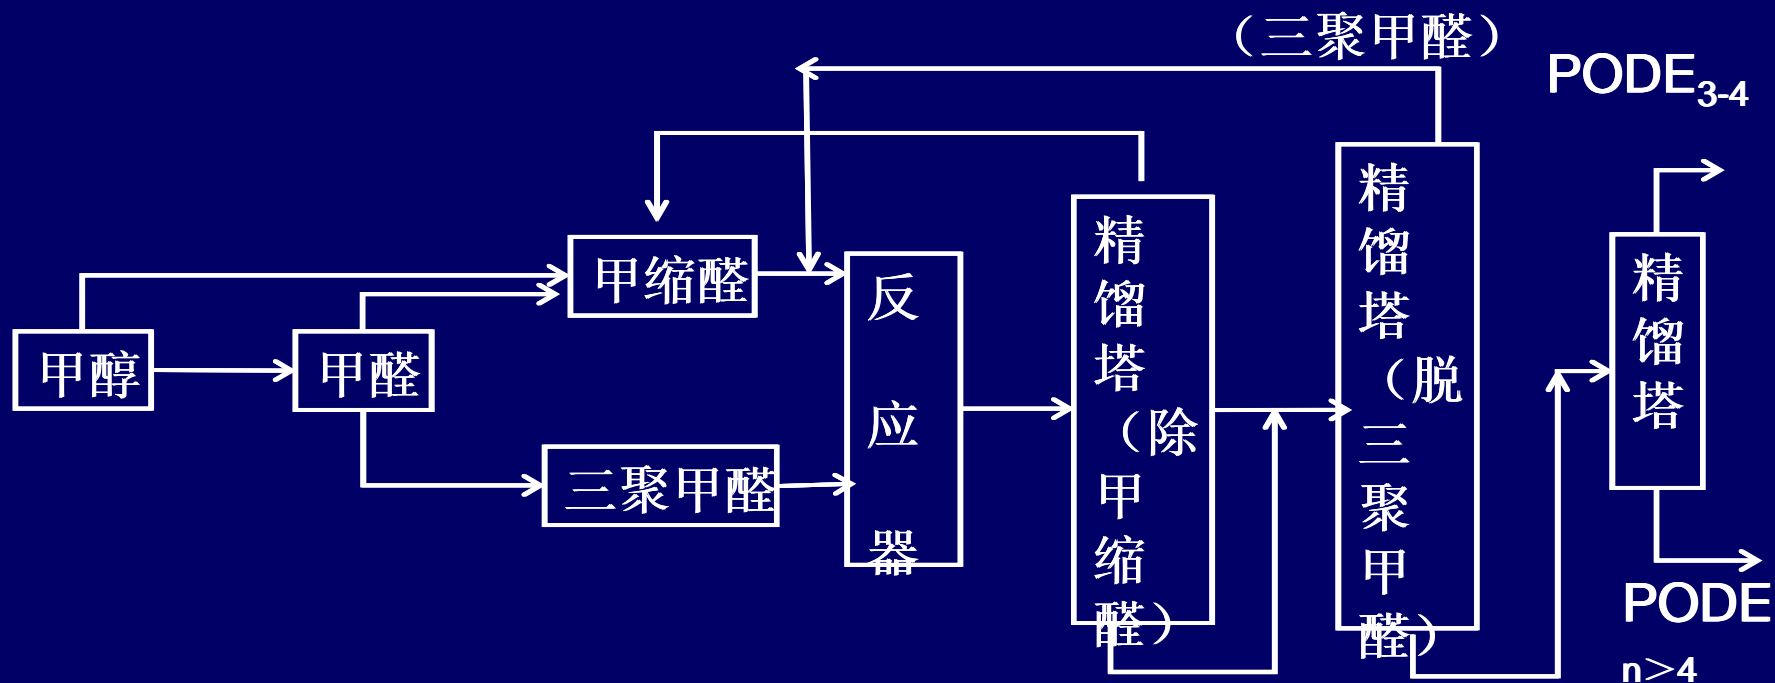 （三聚甲醛）
PODE3-4
甲醇
甲醛
甲缩醛
三聚甲醛
反
应
器
精
馏
塔
（除
甲
缩
醛）
精
馏
塔
（脱
三
聚
甲
醛）
精
馏
塔
PODE
n>4